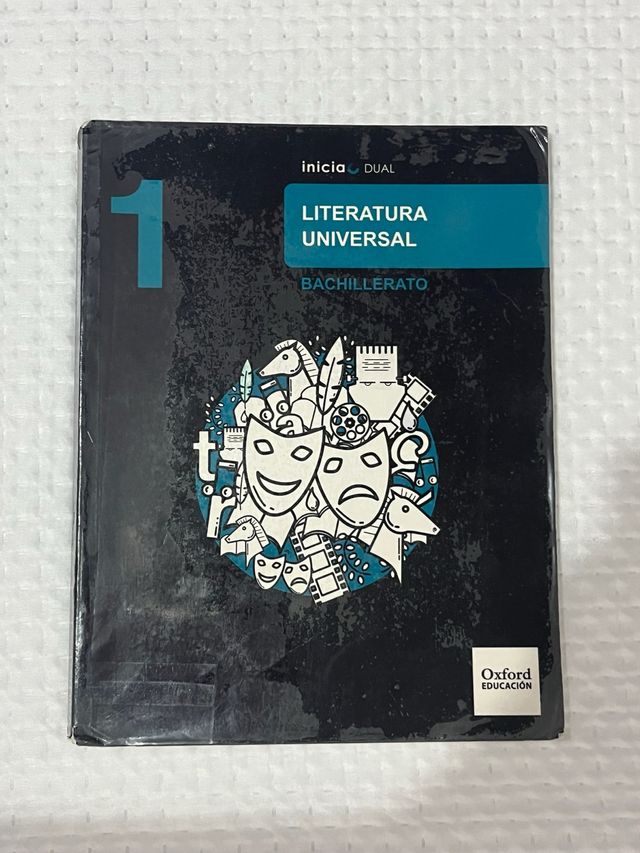 1
inicia DUAL
LITERATURA
UNIVERSAL
BACHILLERATO
Oxford
EDUCACIÓN